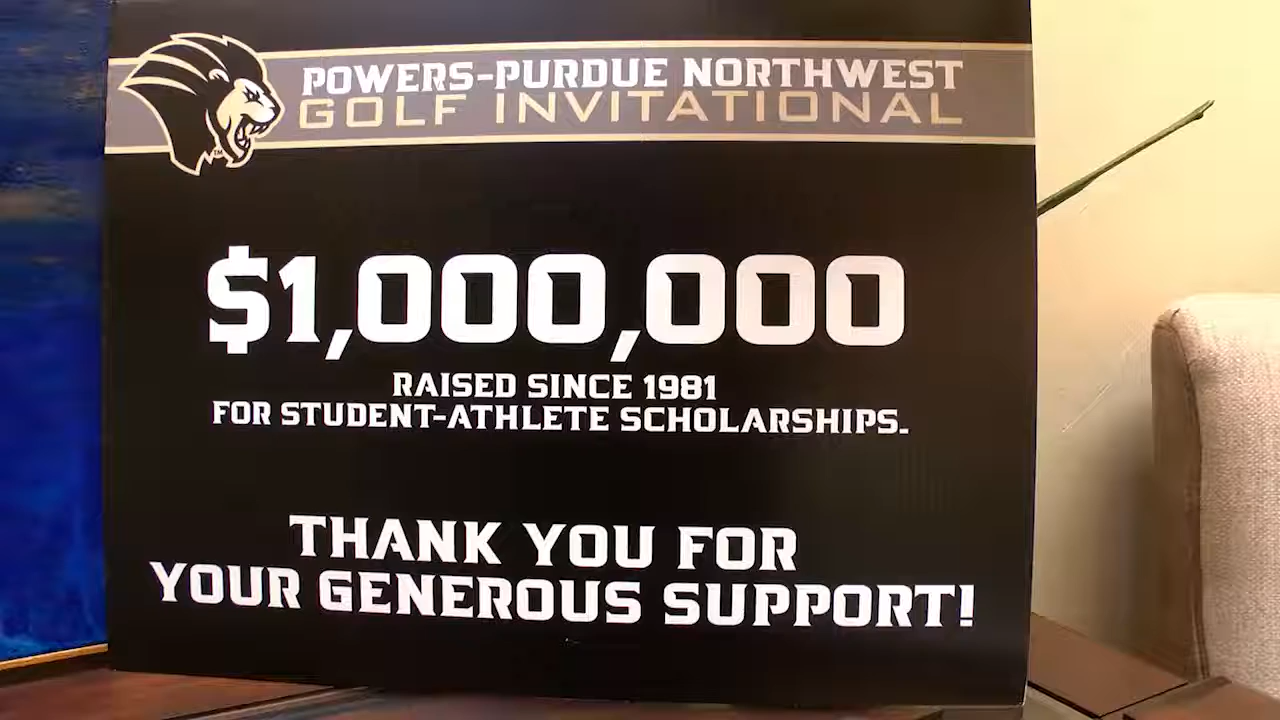 POWERS-PURDUE NORTHWEST
GOLF INVITATIONAL
TM
$1,000,000
RAISED SINCE 1981
FOR STUDENT-ATHLETE SCHOLARSHIPS.
THANK YOU FOR
YOUR GENEROUS SUPPORT!